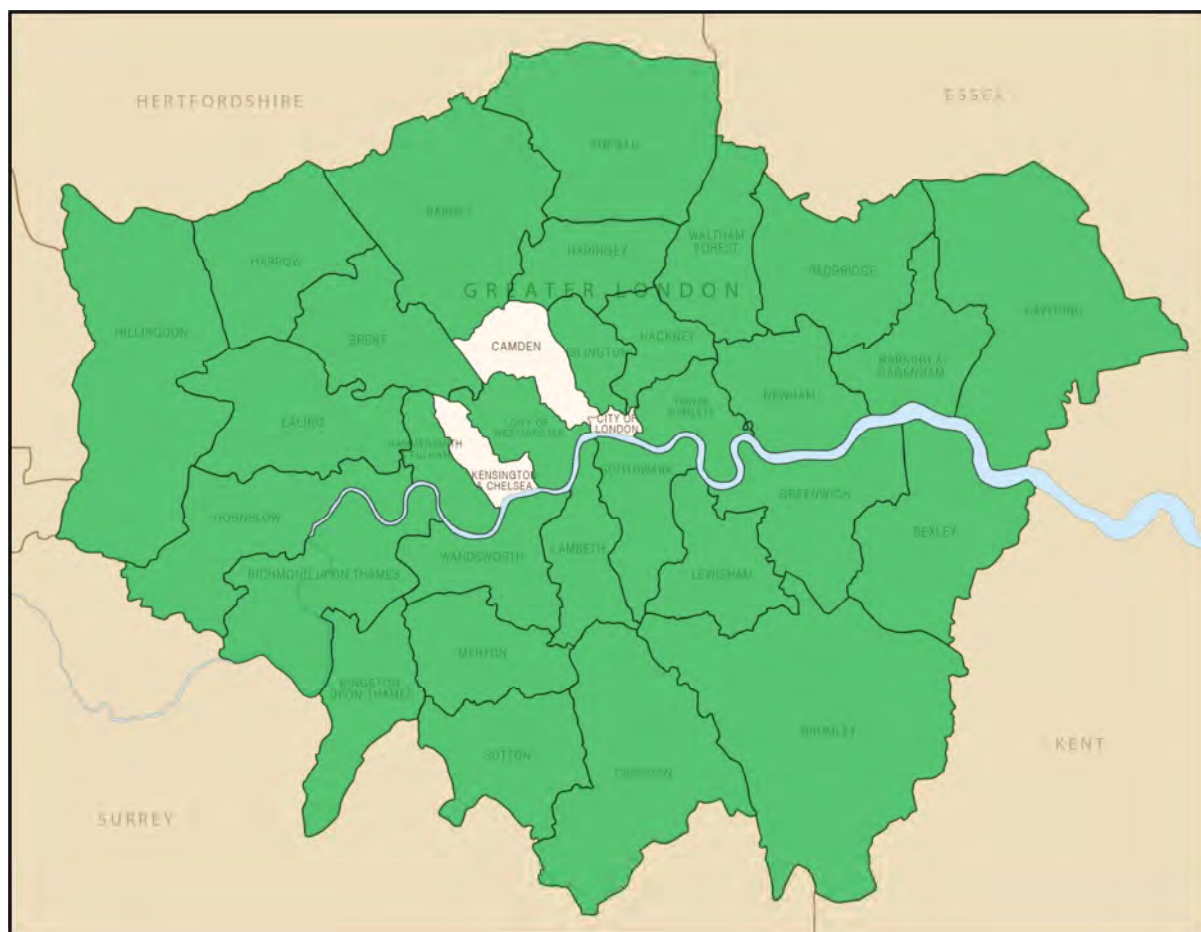 HERTFORDSHIRE
ESSEX
ENFIELD
BARNET
HARINGEY
WALTHAM
FOREST
HARROW
REDBRIDGE
GREATER LONDON
HAVERING
HILLINGDON
BRENT
CAMDEN
ISLINGTON
HACKNEY
BARKING &
DAGENHAM
NEWHAM
TOWER
HAMLETS
EALING
CITY OF
WESTMINSTER
CITY OF
LONDON
HAMMERSMITH
FULHAM
KENSINGTON
& CHELSEA
SOUTHWARK
GREENWICH
HOUNSLOW
BEXLEY
WANDSWORTH
LAMBETH
RICHMOND UPON THAMES
LEWISHAM
MERTON
KINGSTON
UPON THAMES
BROMLEY
KENT
SUTTON
CROYDON
SURREY